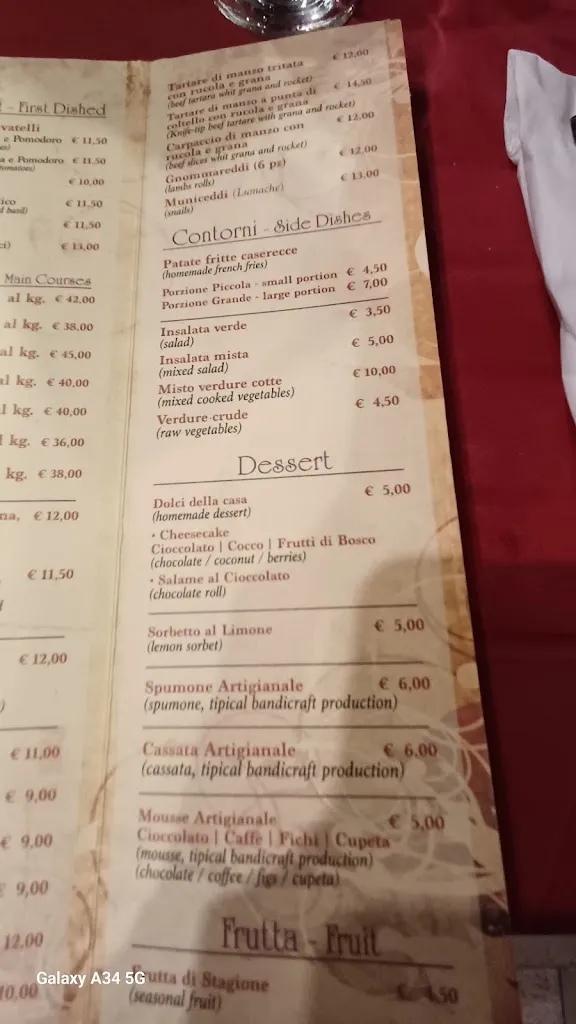 - First Dished
vatelli
e Pomodoro € 11,50
a e Pomodoro € 11,50
€ 10,00
€ 11,50
€ 11,50
€ 13,00
Main Courses
al kg. € 42,00
al kg. € 38,00
al kg. € 45,00
al kg. € 40,00
kg. € 40,00
kg. € 36,00
kg. € 38,00
na, € 12,00
€ 11,50
€ 12,00
€ 11,00
€ 9,00
€ 9,00
€ 9,00
12,00
10,00
Tartare di manzo tritata € 12,00
con rucola e grana
(beef tartara whit grana and rocket)
Tartare di manzo a punta di € 14,50
coltello con rucola e grana
(Knife-tip beef tartare with grana and rocket)
Carpaccio di manzo con € 12,00
rucola e grana
(beef slices whit grana and rocket)
Gnommareddi (6 pz) € 12,00
(lambs rolls)
Municeddi (Lumache) € 13,00
(snails)
Contorni - Side Dishes
Patate fritte caserecce
(homemade french fries)
Porzione Piccola - small portion € 4,50
Porzione Grande - large portion € 7,00
Insalata verde € 3,50
(salad)
Insalata mista € 5,00
(mixed salad)
Misto verdure cotte € 10,00
(mixed cooked vegetables)
Verdure crude € 4,50
(raw vegetables)
Dessert
Dolci della casa € 5,00
(homemade dessert)
• Cheesecake
Cioccolato | Cocco | Frutti di Bosco
(chocolate / coconut / berries)
• Salame al Cioccolato
(chocolate roll)
Sorbetto al Limone € 5,00
(lemon sorbet)
Spumone Artigianale € 6,00
(spumone, tipical bandicraft production)
Cassata Artigianale € 6,00
(cassata, tipical bandicraft production)
Mousse Artigianale € 5,00
Cioccolato | Caffè | Fichi | Cupeta
(mousse, tipical bandicraft production)
(chocolate / coffee / figs / cupeta)
Frutta - Fruit
Frutta di Stagione € 4,50
(seasonal fruit)
Galaxy A34 5G